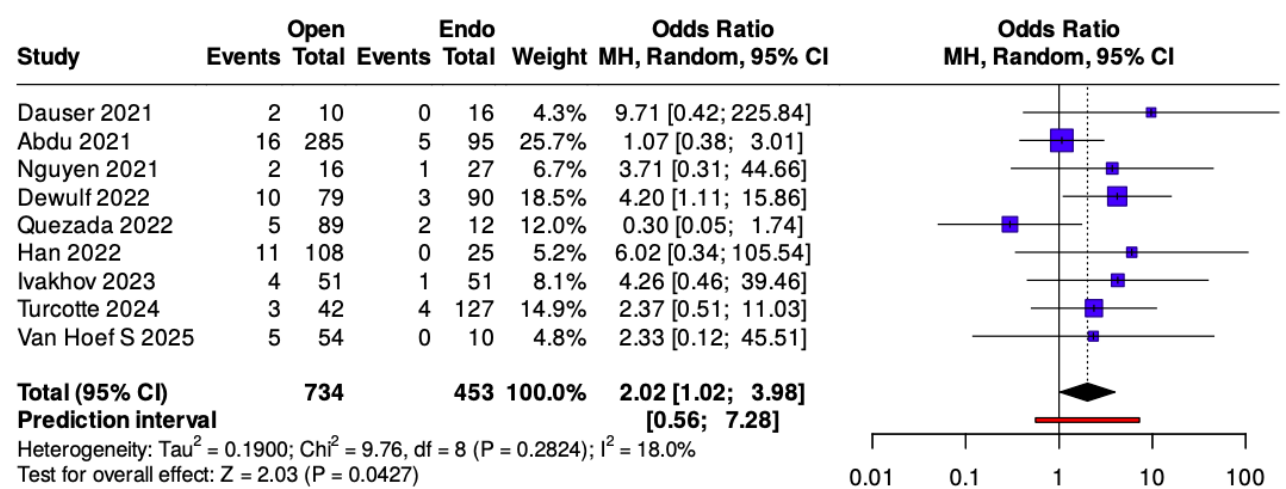 Open Endo Odds Ratio Odds Ratio
Study Events Total Events Total Weight MH, Random, 95% CI MH, Random, 95% CI
Dauser 2021 2 10 0 16 4.3% 9.71 [0.42; 225.84]
Abdu 2021 16 285 5 95 25.7% 1.07 [0.38; 3.01]
Nguyen 2021 2 16 1 27 6.7% 3.71 [0.31; 44.66]
Dewulf 2022 10 79 3 90 18.5% 4.20 [1.11; 15.86]
Quezada 2022 5 89 2 12 12.0% 0.30 [0.05; 1.74]
Han 2022 11 108 0 25 5.2% 6.02 [0.34; 105.54]
Ivakhov 2023 4 51 1 51 8.1% 4.26 [0.46; 39.46]
Turcotte 2024 3 42 4 127 14.9% 2.37 [0.51; 11.03]
Van Hoef S 2025 5 54 0 10 4.8% 2.33 [0.12; 45.51]
Total (95% CI) 734 453 100.0% 2.02 [1.02; 3.98]
Prediction interval [0.56; 7.28]
Heterogeneity: Tau² = 0.1900; Chi² = 9.76, df = 8 (P = 0.2824); I² = 18.0%
Test for overall effect: Z = 2.03 (P = 0.0427)
0.01 0.1 1 10 100